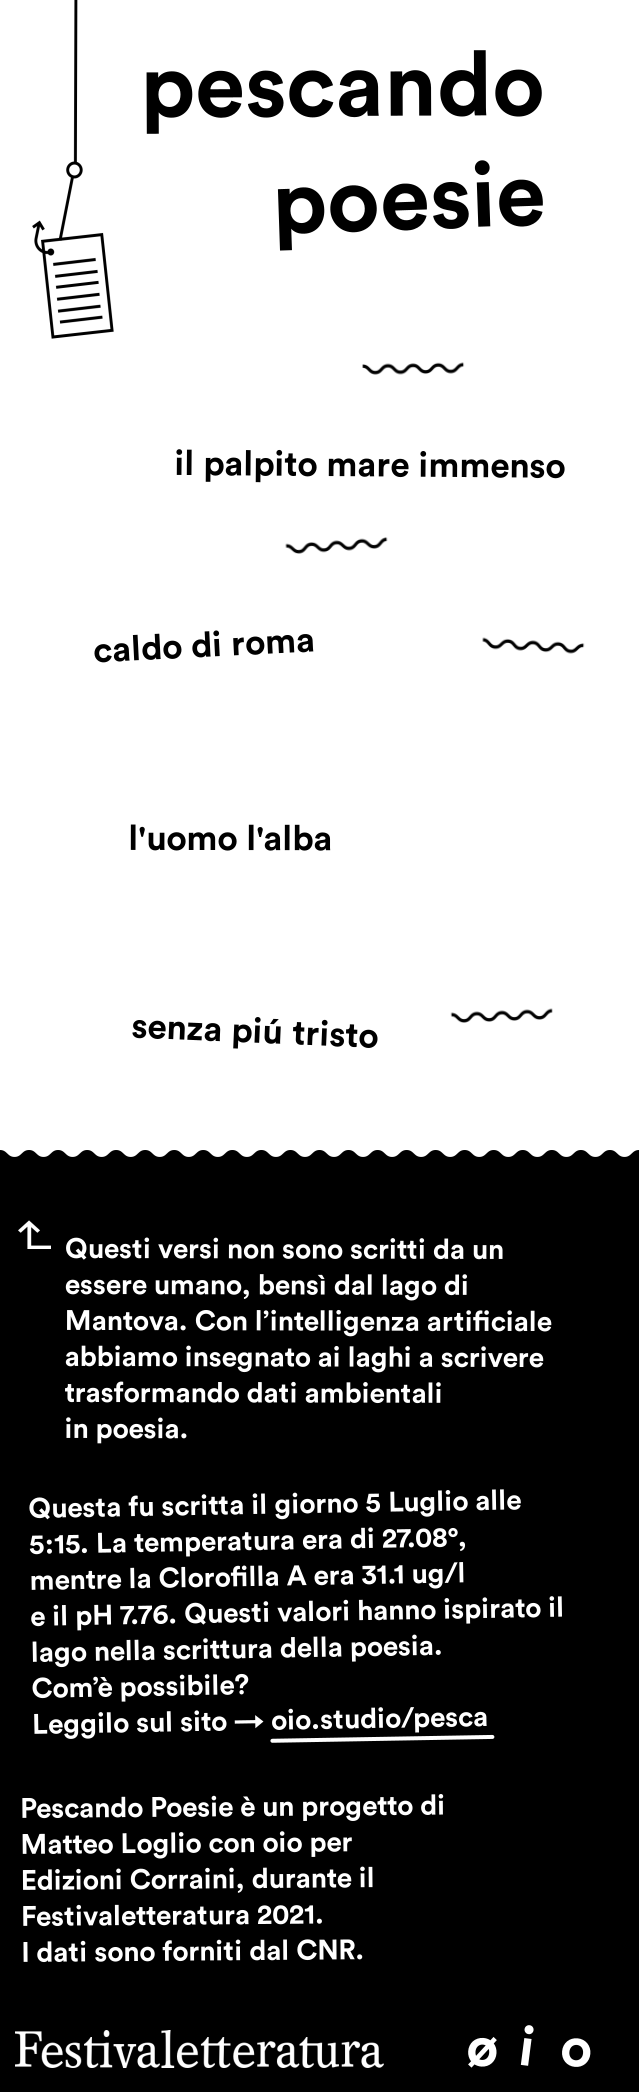 pescando
poesie
il palpito mare immenso
caldo di roma
l'uomo l'alba
senza piú tristo
Questi versi non sono scritti da un
essere umano, bensì dal lago di
Mantova. Con l’intelligenza artificiale
abbiamo insegnato ai laghi a scrivere
trasformando dati ambientali
in poesia.
Questa fu scritta il giorno 5 Luglio alle
5:15. La temperatura era di 27.08°,
mentre la Clorofilla A era 31.1 ug/l
e il pH 7.76. Questi valori hanno ispirato il
lago nella scrittura della poesia.
Com’è possibile?
Leggilo sul sito → oio.studio/pesca
Pescando Poesie è un progetto di
Matteo Loglio con oio per
Edizioni Corraini, durante il
Festivaletteratura 2021.
I dati sono forniti dal CNR.
Festivaletteratura øio